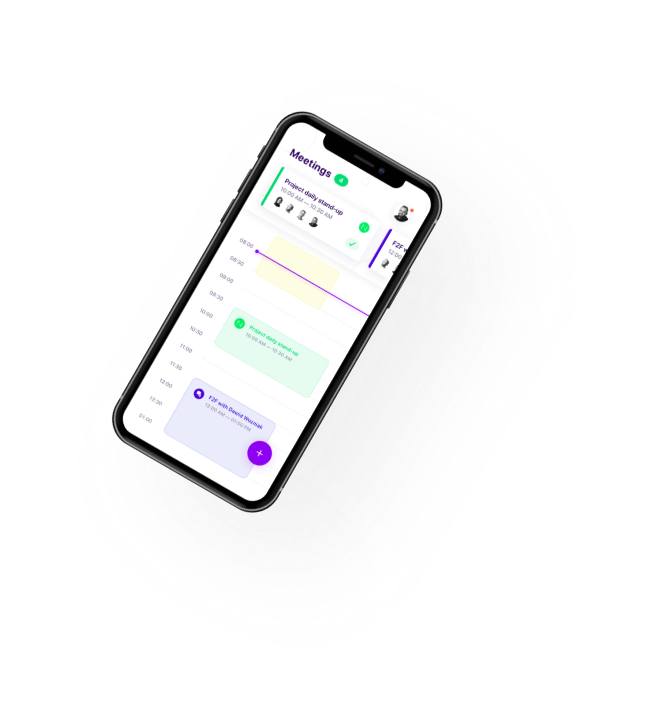 Meetings 4
Project daily stand-up
10:00 AM — 10:30 AM
F2F
12:00
08:00
08:30
09:00
09:30
10:00
Project daily stand-up
10:00 AM — 10:30 AM
10:30
11:00
11:30
12:00
F2F with David Wozniak
12:00 AM — 01:00 PM
12:30
01:00